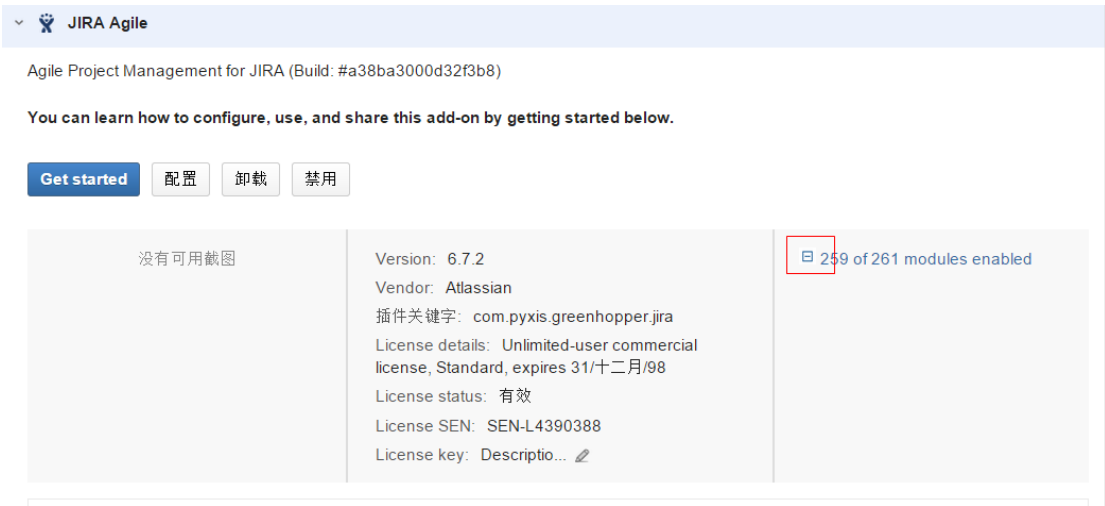 JIRA Agile
Agile Project Management for JIRA (Build: #a38ba3000d32f3b8)
You can learn how to configure, use, and share this add-on by getting started below.
Get started 配置 卸载 禁用
没有可用截图
Version: 6.7.2
Vendor: Atlassian
插件关键字: com.pyxis.greenhopper.jira
License details: Unlimited-user commercial
license, Standard, expires 31/十二月/98
License status: 有效
License SEN: SEN-L4390388
License key: Descriptio...
259 of 261 modules enabled